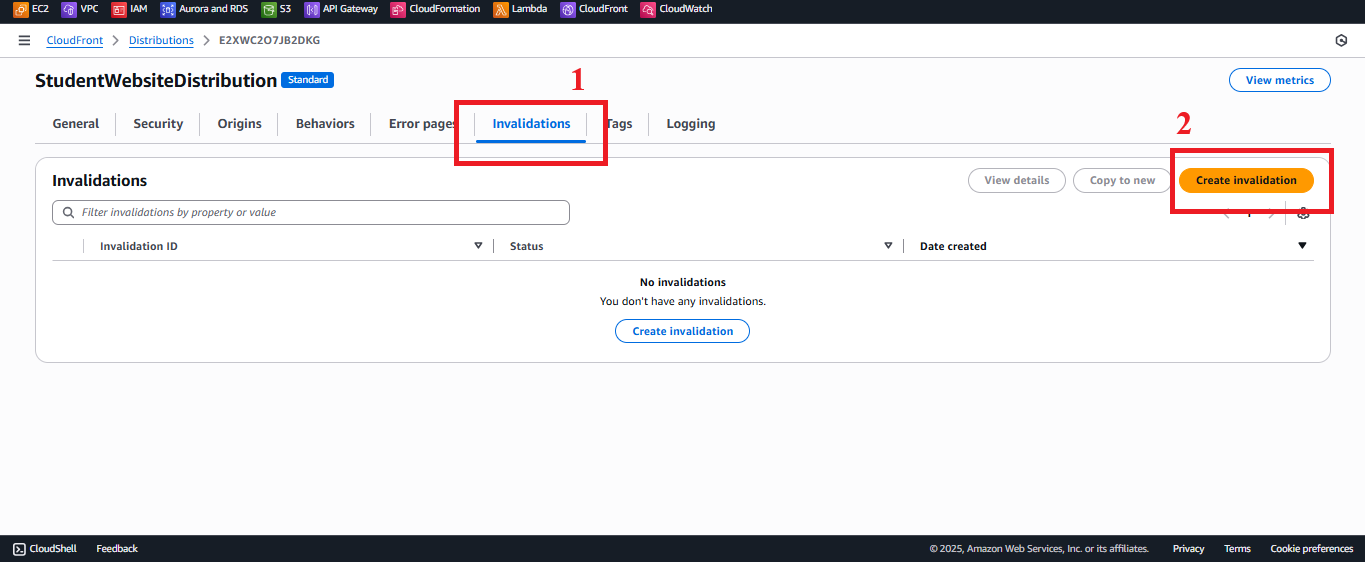 EC2 VPC IAM Aurora and RDS S3 API Gateway CloudFormation Lambda CloudFront CloudWatch
CloudFront > Distributions > E2XWC2O7JB2DKG
StudentWebsiteDistribution Standard
1
View metrics
General Security Origins Behaviors Error pages Invalidations Tags Logging
2
Invalidations
View details Copy to new Create invalidation
Filter invalidations by property or value
1
Invalidation ID Status Date created
No invalidations
You don't have any invalidations.
Create invalidation
CloudShell Feedback © 2025, Amazon Web Services, Inc. or its affiliates. Privacy Terms Cookie preferences